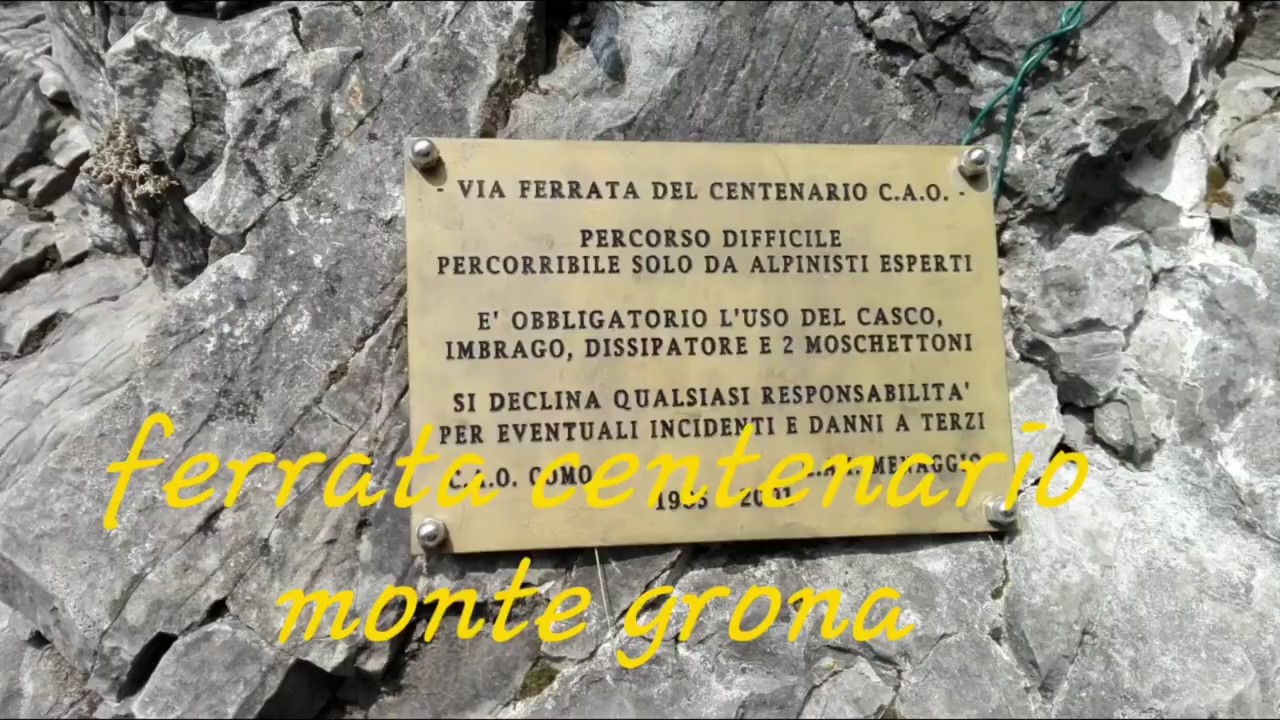 - VIA FERRATA DEL CENTENARIO C.A.O. -
PERCORSO DIFFICILE
PERCORRIBILE SOLO DA ALPINISTI ESPERTI
E' OBBLIGATORIO L'USO DEL CASCO,
IMBRAGO, DISSIPATORE E 2 MOSCHETTONI
SI DECLINA QUALSIASI RESPONSABILITA'
PER EVENTUALI INCIDENTI E DANNI A TERZI
C.A.O. COMO MENAGGIO
ferrata centenario
monte grona